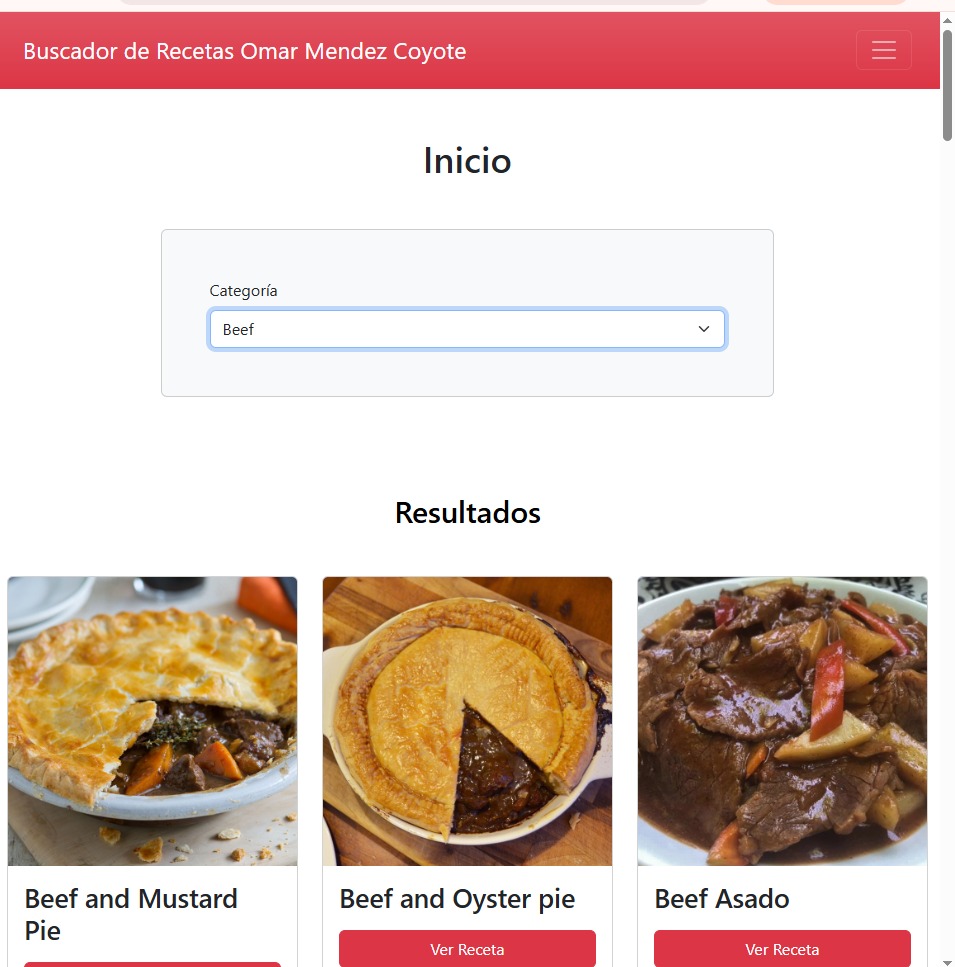 Buscador de Recetas Omar Mendez Coyote
Inicio
Categoría
Beef
Resultados
Beef and Mustard
Pie
Beef and Oyster pie
Ver Receta
Beef Asado
Ver Receta